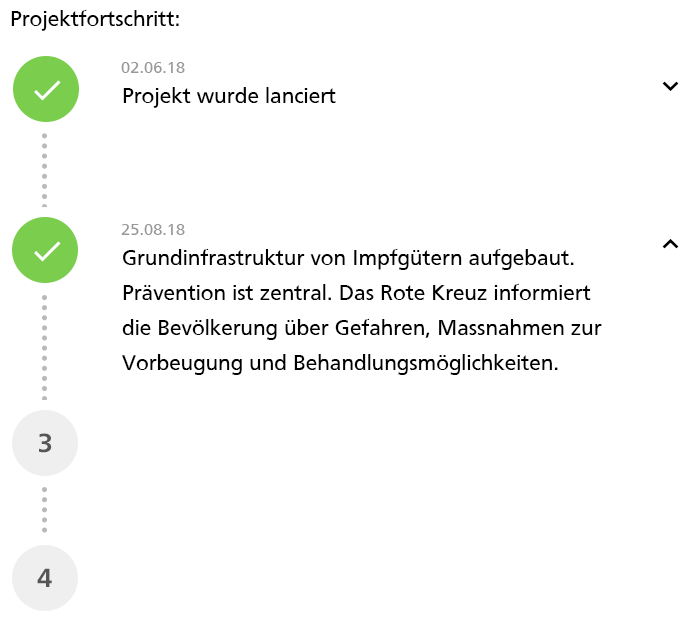 Projektfortschritt:
02.06.18
Projekt wurde lanciert
25.08.18
Grundinfrastruktur von Impfgütern aufgebaut.
Prävention ist zentral. Das Rote Kreuz informiert
die Bevölkerung über Gefahren, Massnahmen zur
Vorbeugung und Behandlungsmöglichkeiten.
3
4